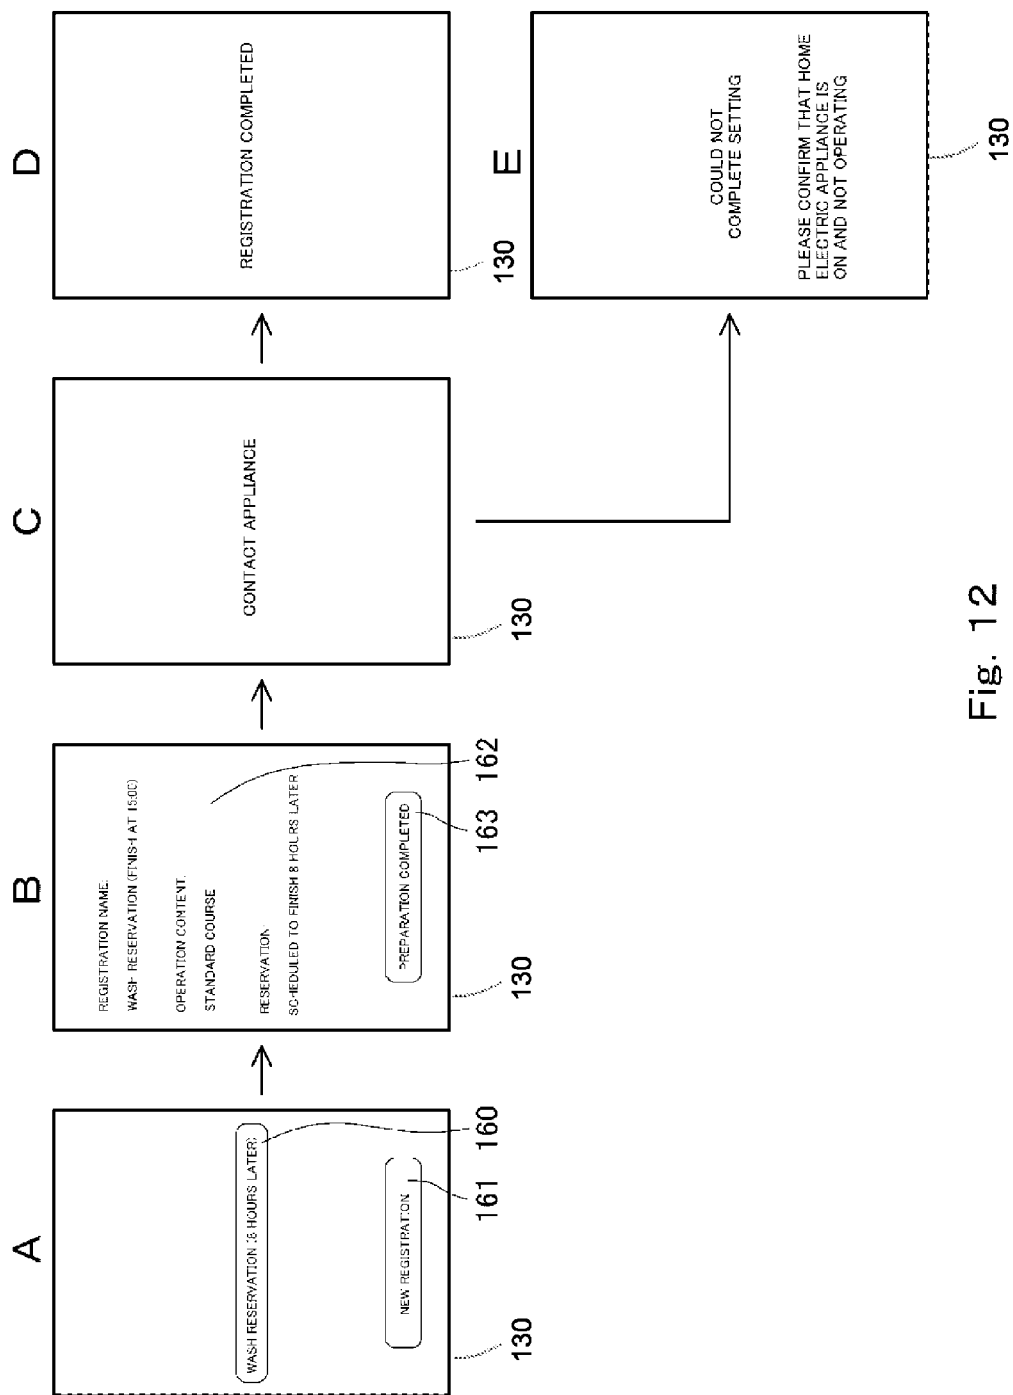 A
WASH RESERVATION (8 HOURS LATER)
160
NEW REGISTRATION
161
130
B
REGISTRATION NAME:
WASH RESERVATION (FINISH AT 15:00)
OPERATION CONTENT:
STANDARD COURSE
162
RESERVATION:
SCHEDULED TO FINISH 8 HOURS LATER
PREPARATION COMPLETED
163
130
C
CONTACT APPLIANCE
130
D
REGISTRATION COMPLETED
130
E
COULD NOT
COMPLETE SETTING
PLEASE CONFIRM THAT HOME
ELECTRIC APPLIANCE IS
ON AND NOT OPERATING
130
Fig. 12